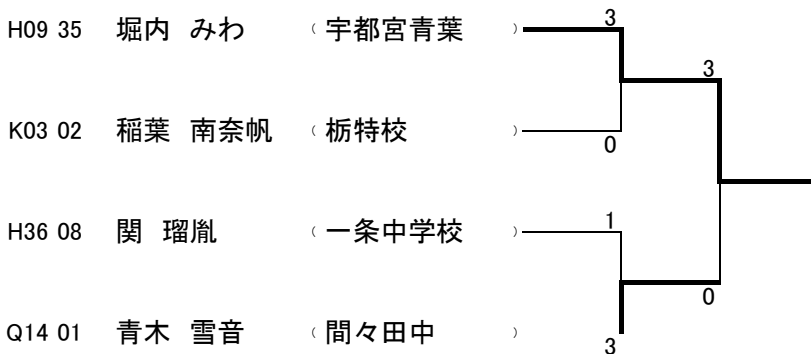 H09 35 堀内 みわ （ 宇都宮青葉 ） 3
3
K03 02 稲葉 南奈帆 （ 栃特校 ） 0
H36 08 関 瑠胤 （ 一条中学校 ） 1
0
Q14 01 青木 雪音 （ 間々田中 ） 3